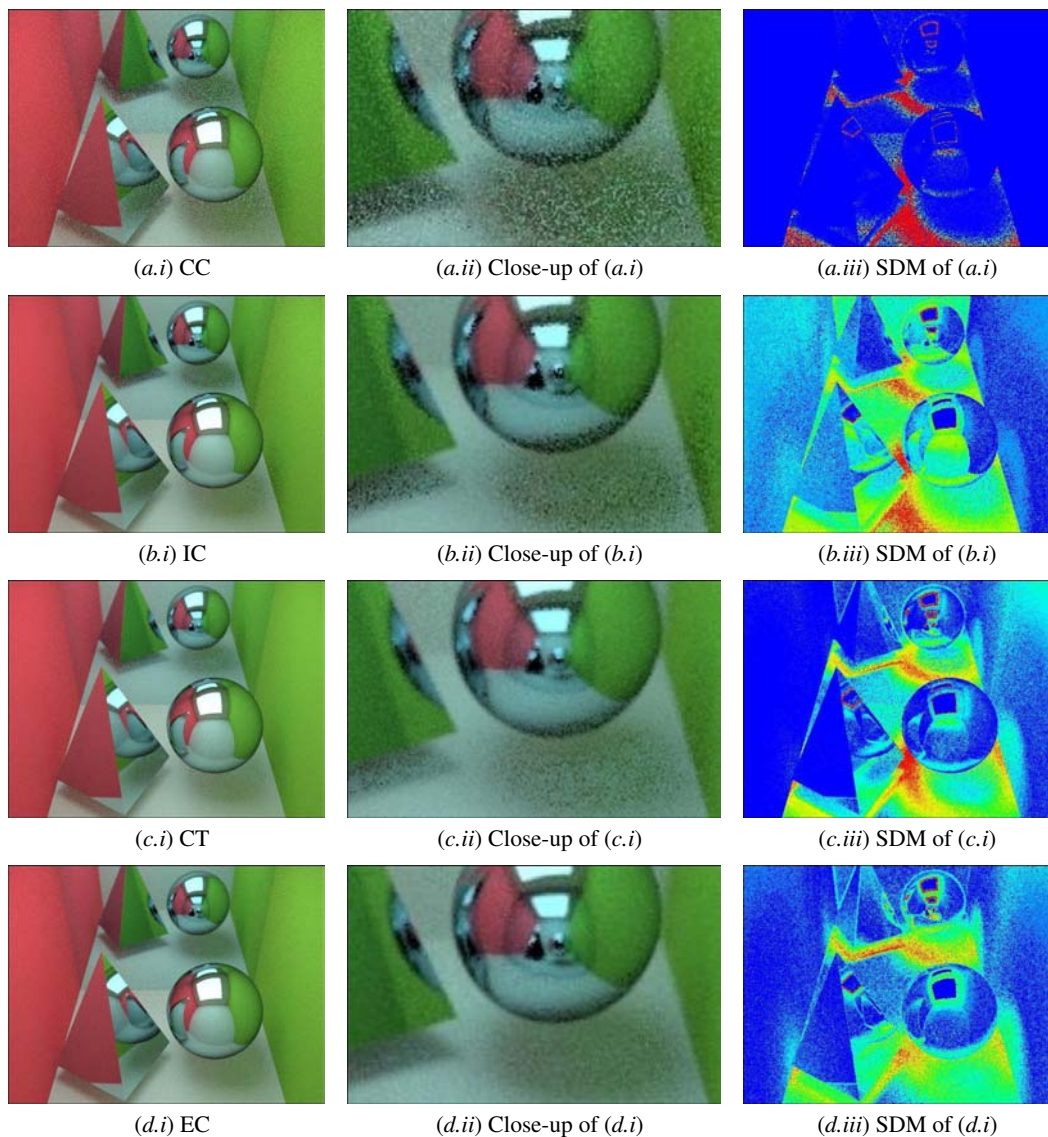 (a.i) CC
(a.ii) Close-up of (a.i)
(a.iii) SDM of (a.i)
(b.i) IC
(b.ii) Close-up of (b.i)
(b.iii) SDM of (b.i)
(c.i) CT
(c.ii) Close-up of (c.i)
(c.iii) SDM of (c.i)
(d.i) EC
(d.ii) Close-up of (d.i)
(d.iii) SDM of (d.i)